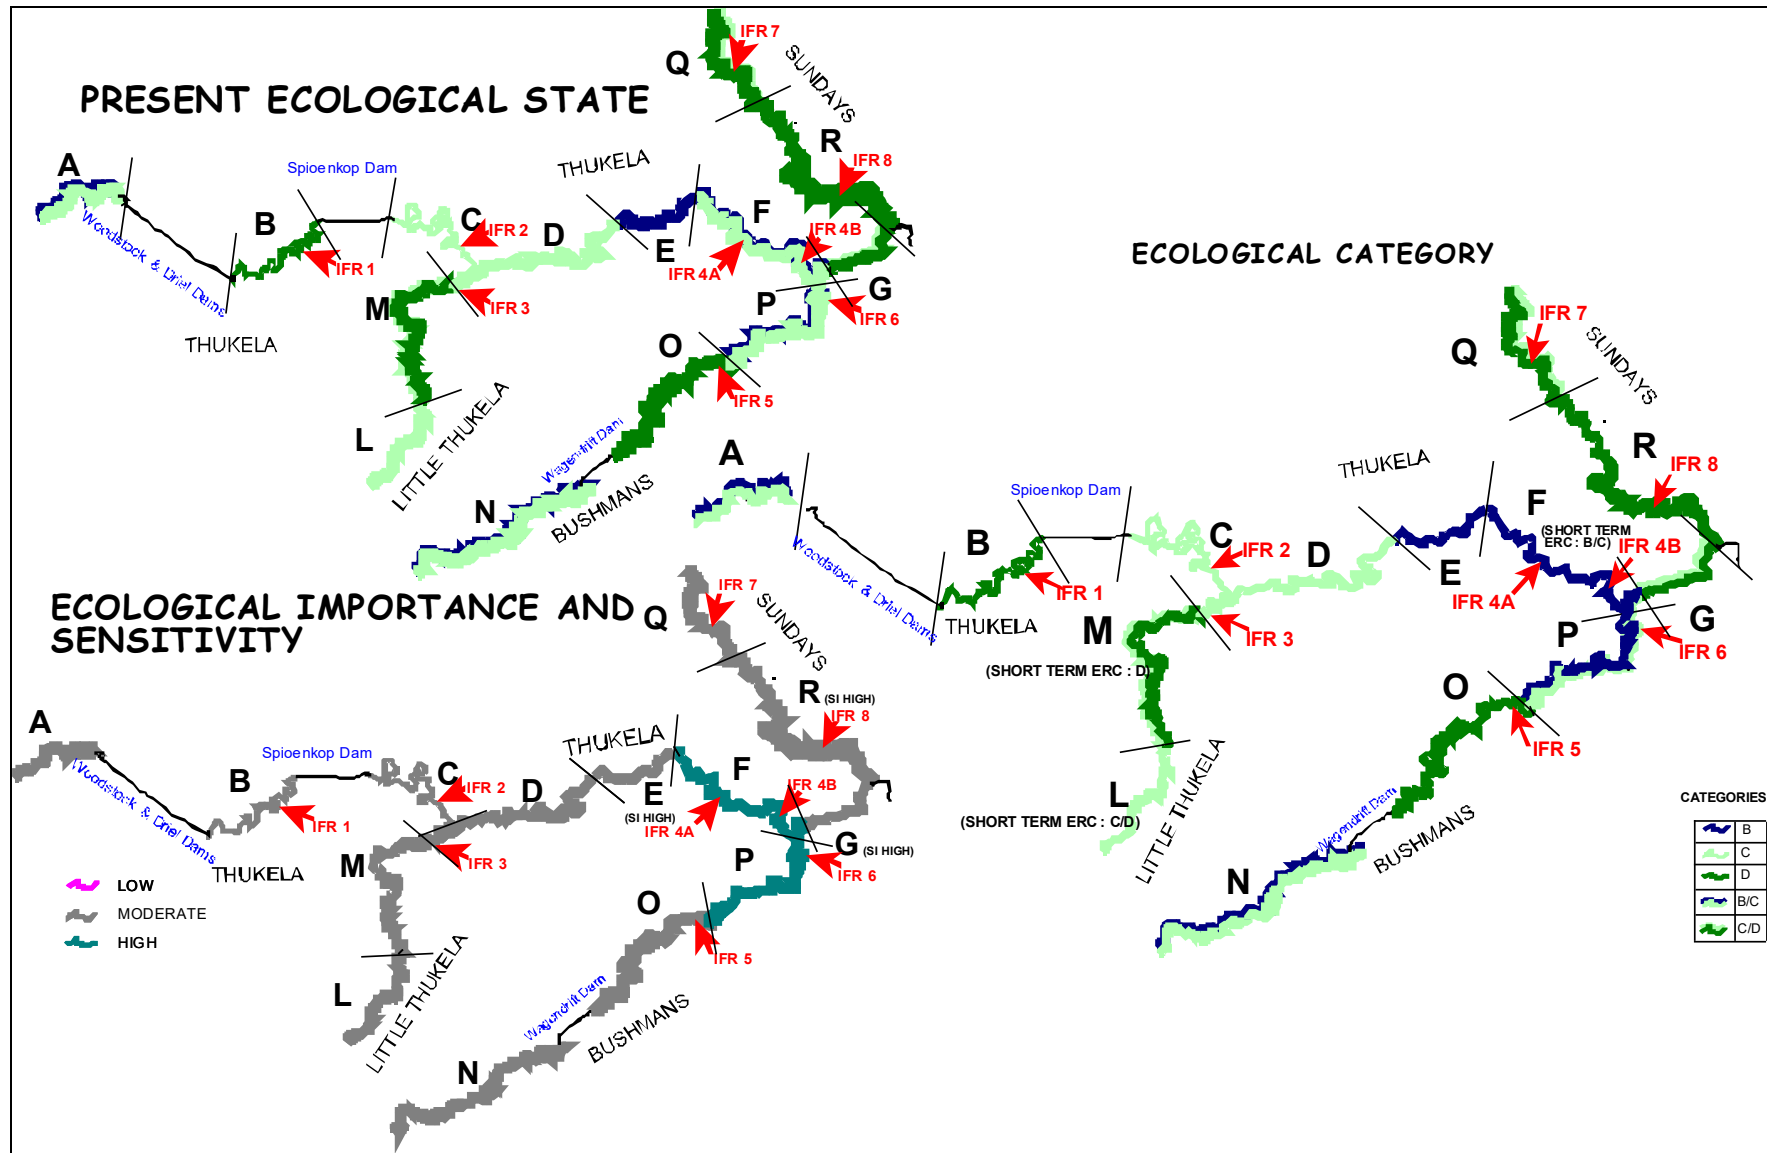 PRESENT ECOLOGICAL STATE
IFR 7
Q
SUNDAYS
R
IFR 8
A
Spioenkop Dam
THUKELA
Woodstock & Driel Dams
B
IFR 1
C
IFR 2
D
E
F
IFR 4B
IFR 4A
G
IFR 6
P
THUKELA
M
IFR 3
O
IFR 5
L
LITTLE THUKELA
Wagendrift Dam
N
BUSHMANS
ECOLOGICAL CATEGORY
IFR 7
Q
SUNDAYS
R
IFR 8
A
Spioenkop Dam
THUKELA
Woodstock & Driel Dams
B
IFR 1
C
IFR 2
D
E
F
(SHORT TERM
ERC : B/C)
IFR 4B
IFR 4A
G
IFR 6
P
THUKELA
M
(SHORT TERM ERC : D)
IFR 3
O
IFR 5
L
(SHORT TERM ERC : C/D)
LITTLE THUKELA
Wagendrift Dam
N
BUSHMANS
CATEGORIES
B
C
D
B/C
C/D
ECOLOGICAL IMPORTANCE AND
SENSITIVITY
IFR 7
Q
SUNDAYS
R (SI HIGH)
IFR 8
A
Spioenkop Dam
THUKELA
Woodstock & Driel Dams
B
IFR 1
C
IFR 2
D
E
(SI HIGH)
F
IFR 4B
IFR 4A
G (SI HIGH)
IFR 6
P
THUKELA
M
IFR 3
O
IFR 5
L
LITTLE THUKELA
Wagendrift Dam
N
BUSHMANS
LOW
MODERATE
HIGH